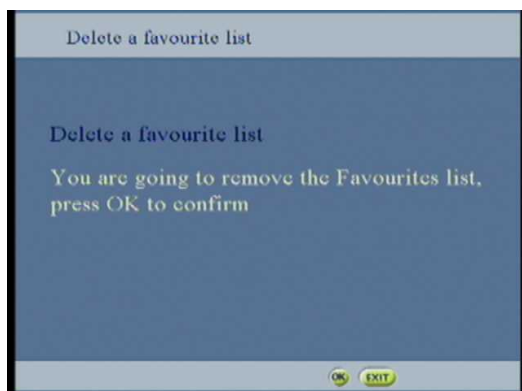 Delete a favourite list
Delete a favourite list
You are going to remove the Favourites list,
press OK to confirm
OK EXIT